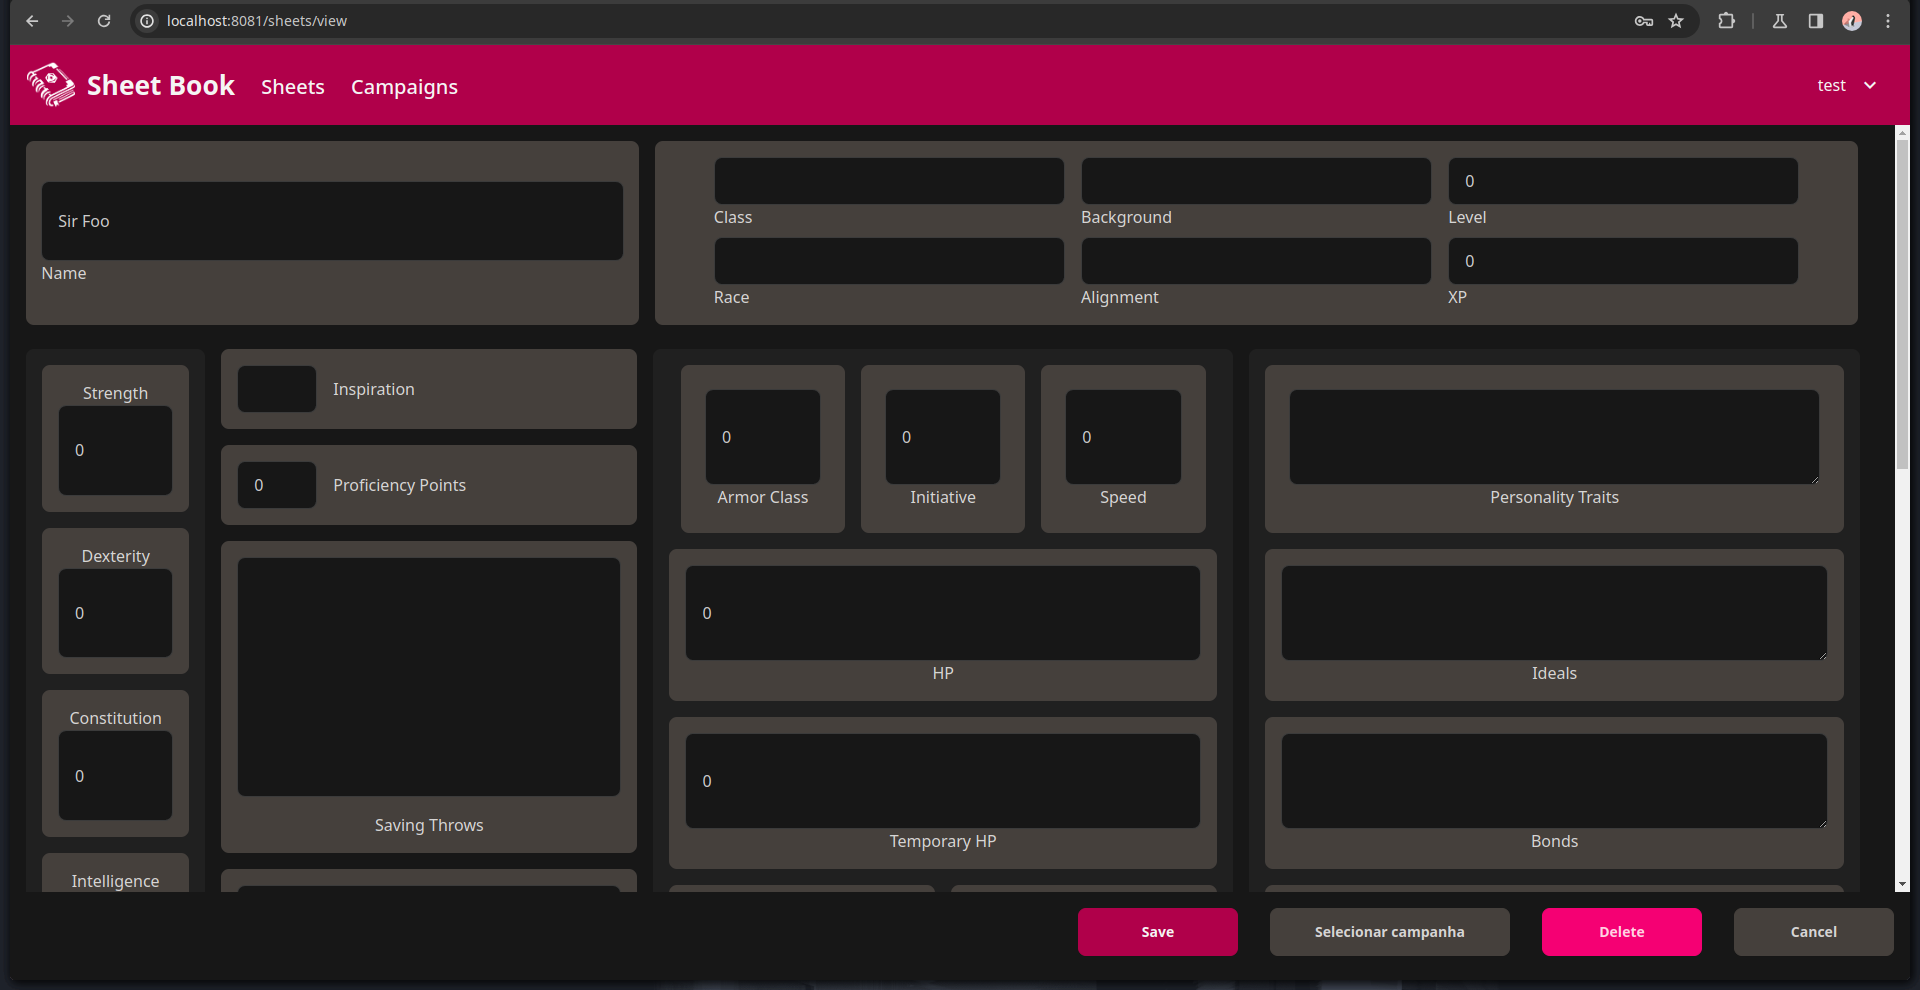 localhost:8081/sheets/view
Sheet Book Sheets Campaigns test
Sir Foo
Name
Class Background 0 Level
Race Alignment 0 XP
Strength
0
Dexterity
0
Constitution
0
Intelligence
Inspiration
0 Proficiency Points
Saving Throws
0 0 0
Armor Class Initiative Speed
0
HP
0
Temporary HP
Personality Traits
Ideals
Bonds
Save Selecionar campanha Delete Cancel